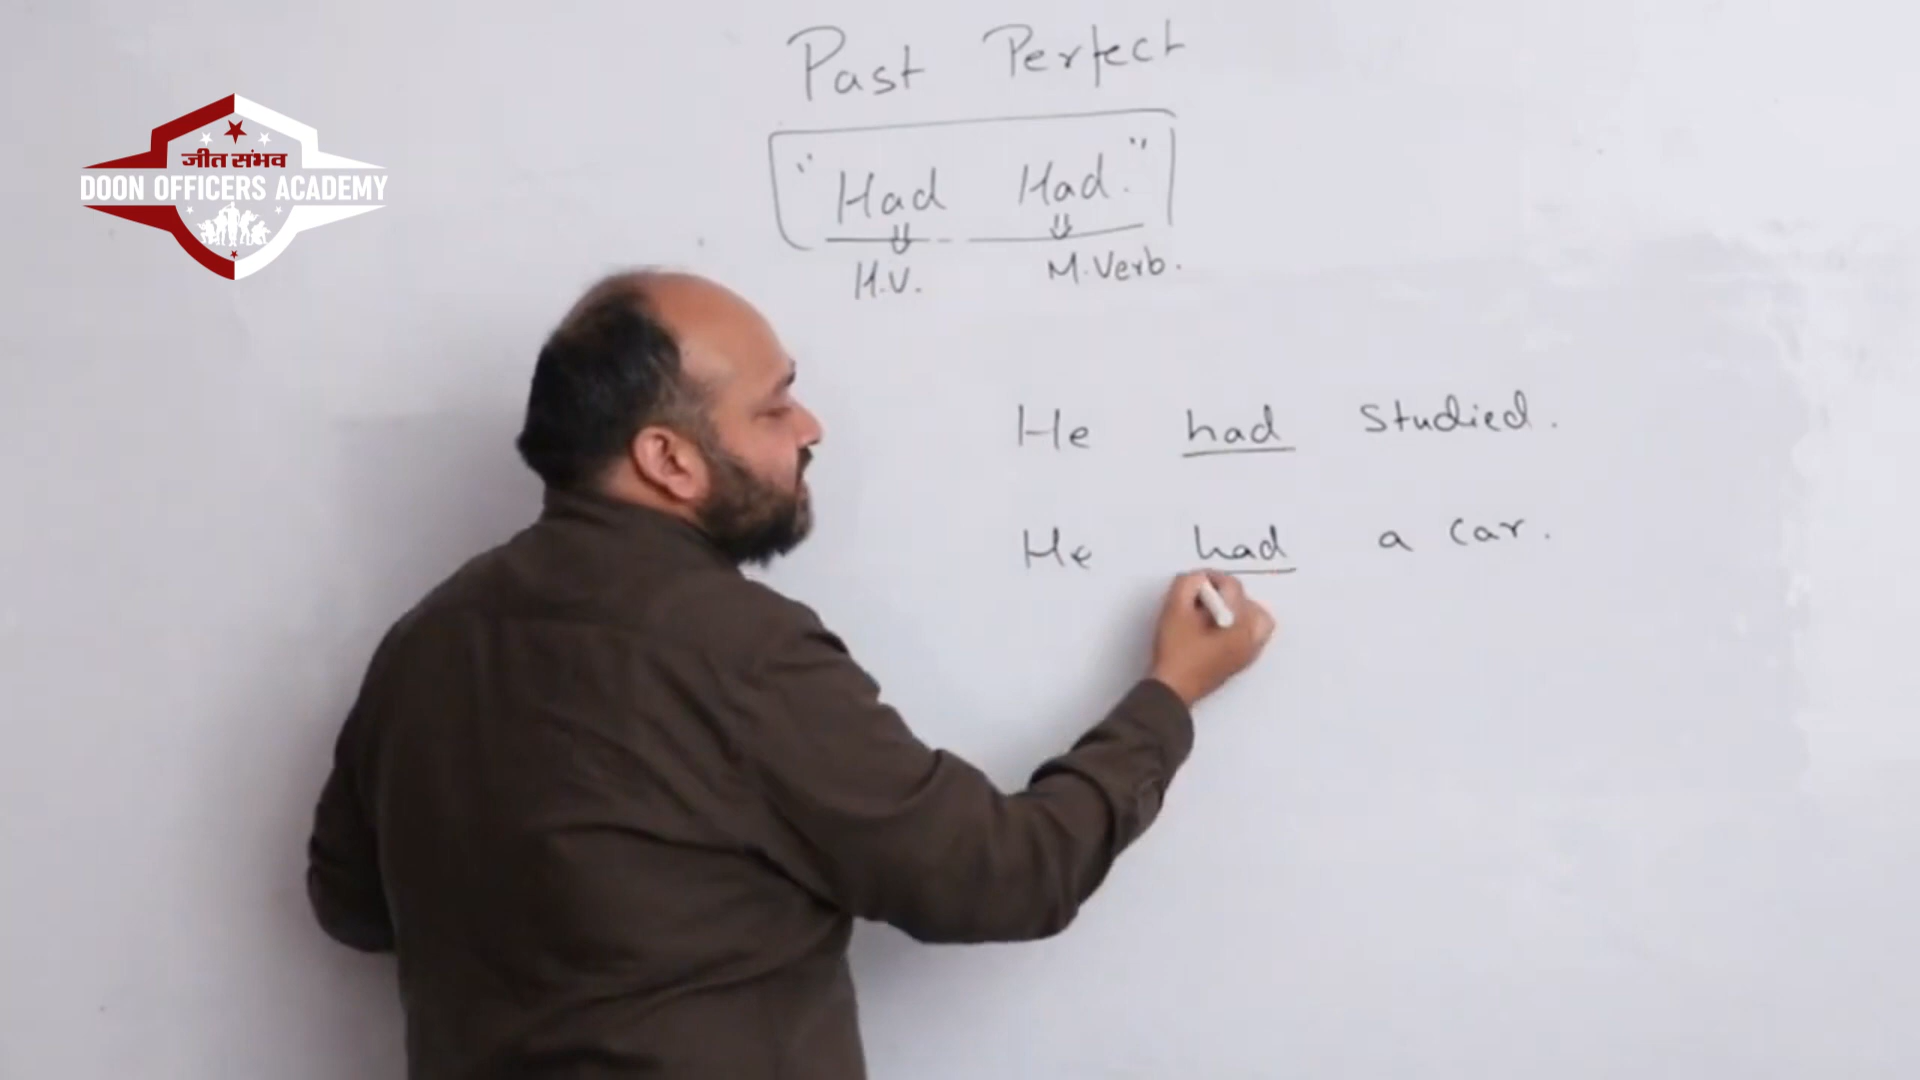 Past Perfect
जीत संभव
DOON OFFICERS ACADEMY
" Had Had. "
H.V. M.Verb.
He had studied.
He had a car.